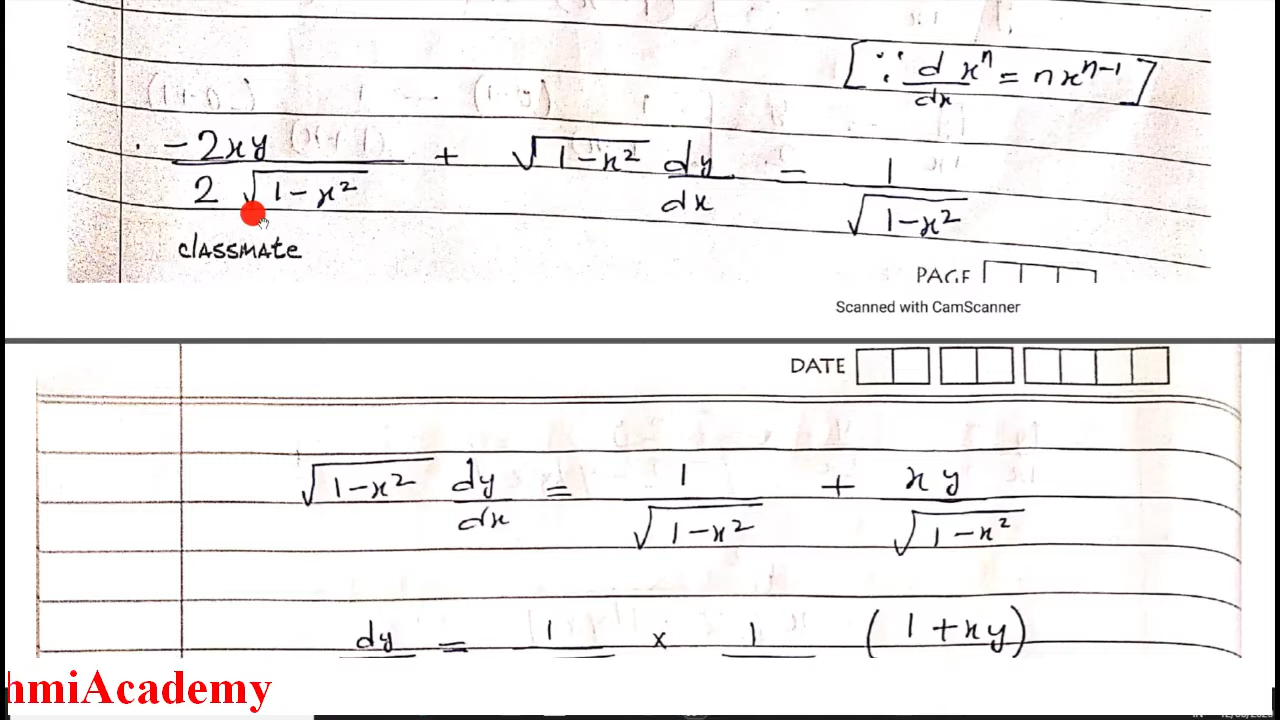 [∵ d/dx xⁿ = nxⁿ⁻¹]
-2xy / 2√(1-x²) + √(1-x²) dy/dx = 1/√(1-x²)
classmate
PAGE
Scanned with CamScanner
DATE
√(1-x²) dy/dx = 1/√(1-x²) + xy/√(1-x²)
dy = 1 × 1 (1+xy)
hmiAcademy